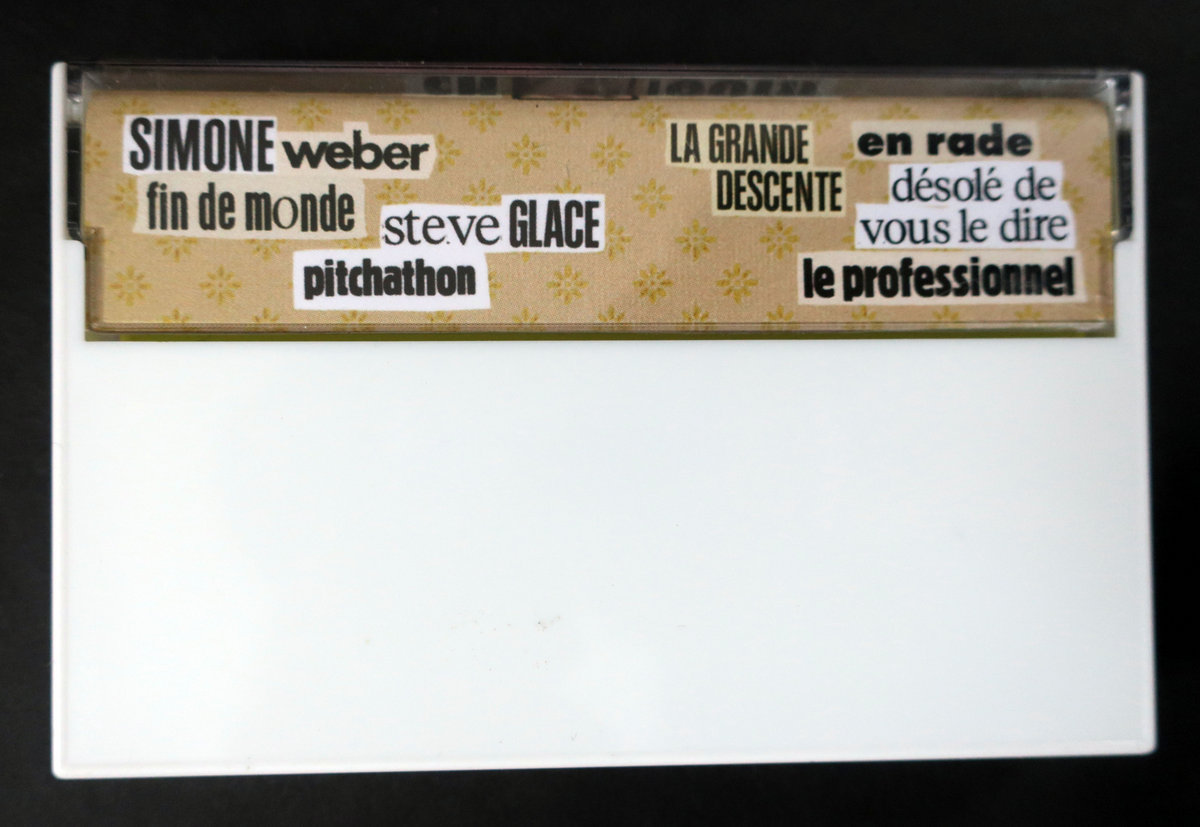 SIMONE weber
fin de monde
steve GLACE
pitchathon
LA GRANDE
DESCENTE
en rade
désolé de
vous le dire
le professionnel